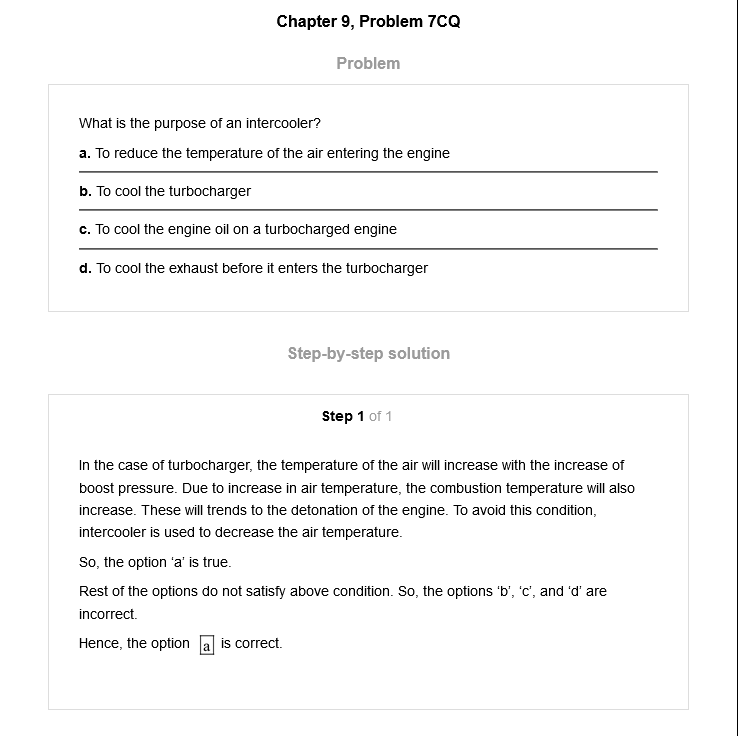 Chapter 9, Problem 7CQ
Problem
What is the purpose of an intercooler?
a. To reduce the temperature of the air entering the engine
b. To cool the turbocharger
c. To cool the engine oil on a turbocharged engine
d. To cool the exhaust before it enters the turbocharger
Step-by-step solution
Step 1 of 1
In the case of turbocharger, the temperature of the air will increase with the increase of
boost pressure. Due to increase in air temperature, the combustion temperature will also
increase. These will trends to the detonation of the engine. To avoid this condition,
intercooler is used to decrease the air temperature.
So, the option ‘a’ is true.
Rest of the options do not satisfy above condition. So, the options ‘b’, ‘c’, and ‘d’ are
incorrect.
Hence, the option a is correct.